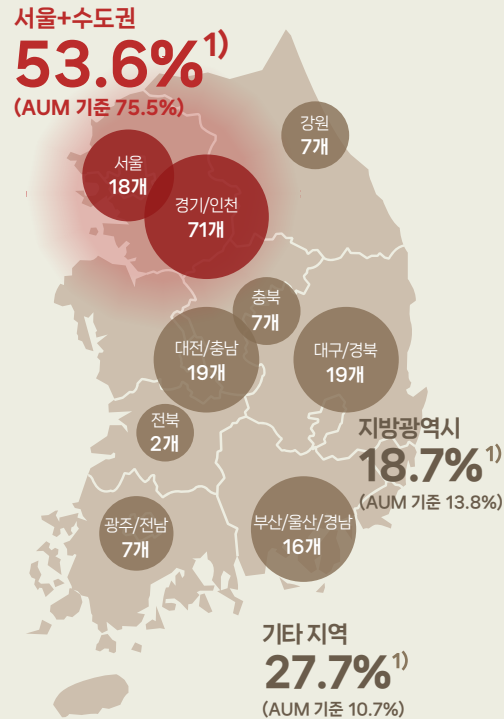 서울+수도권
53.6%1)
(AUM 기준 75.5%)
강원
7개
서울
18개
경기/인천
71개
충북
7개
대전/충남
19개
대구/경북
19개
전북
2개
지방광역시
18.7%1)
(AUM 기준 13.8%)
광주/전남
7개
부산/울산/경남
16개
기타 지역
27.7%1)
(AUM 기준 10.7%)